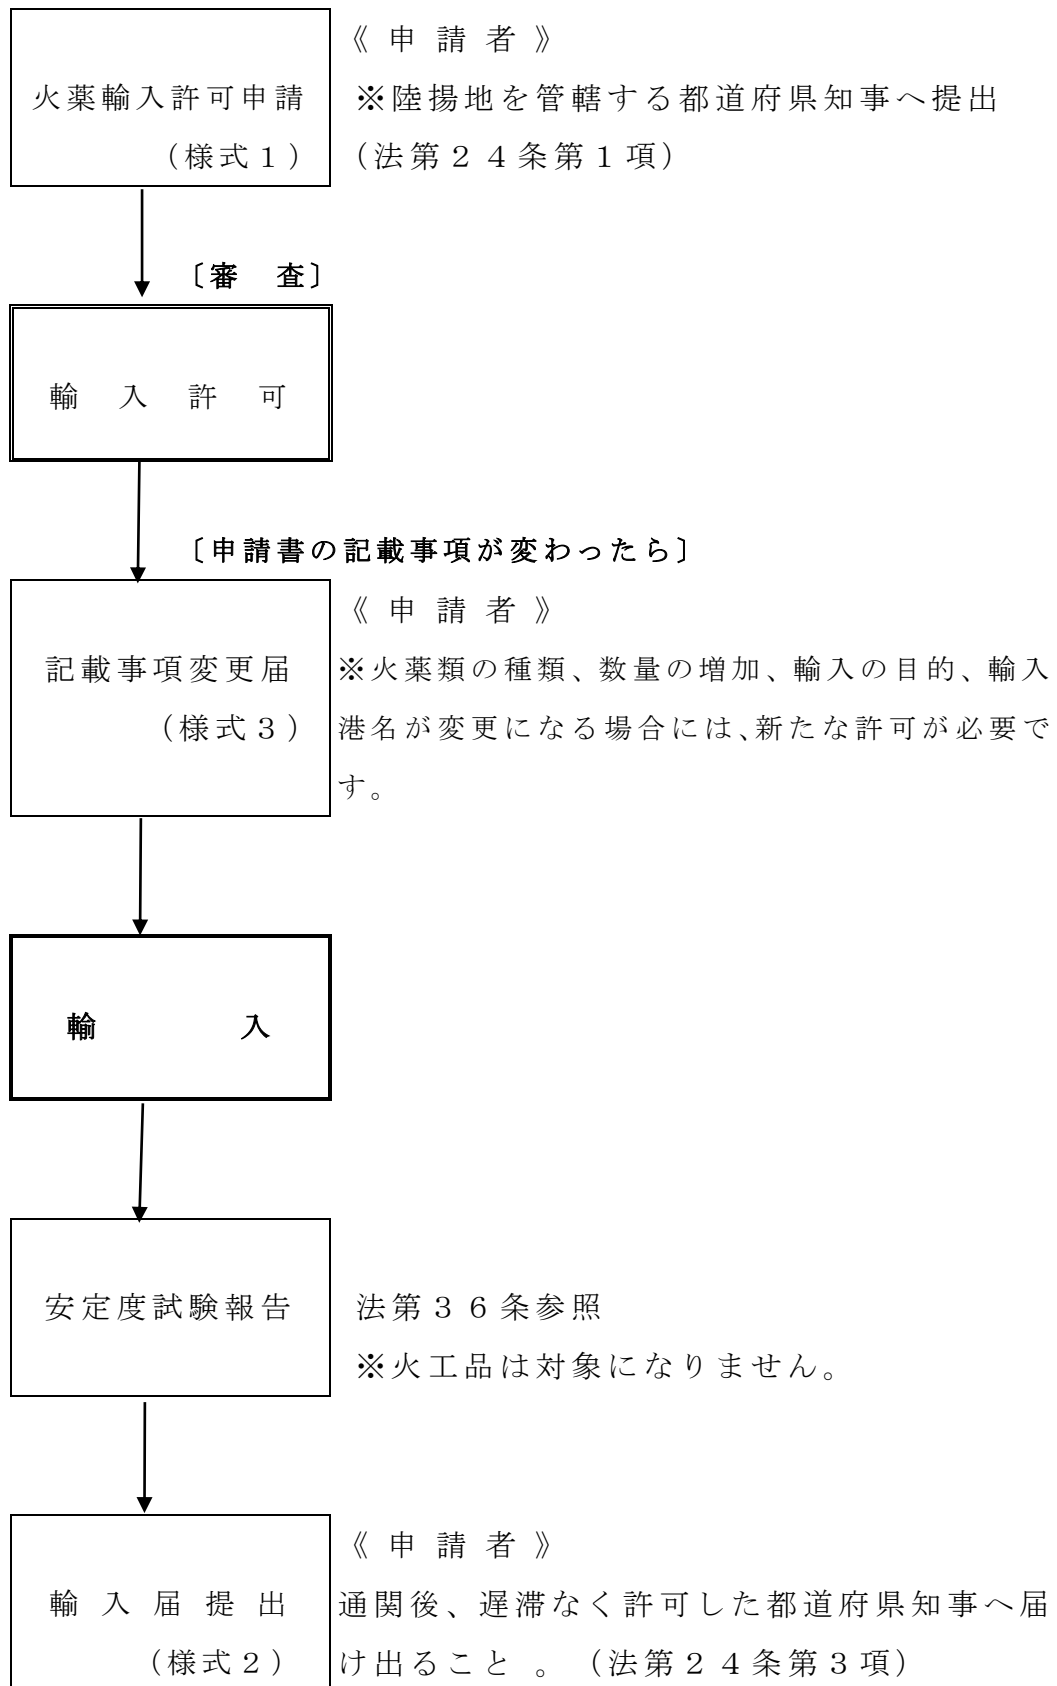 《 申 請 者 》
火薬輸入許可申請 ※陸揚地を管轄する都道府県知事へ提出
（様式１） （法第２４条第１項）
〔審　査〕
輸　入　許　可
〔申請書の記載事項が変わったら〕
《 申 請 者 》
記載事項変更届 ※火薬類の種類、数量の増加、輸入の目的、輸入
（様式３） 港名が変更になる場合には、新たな許可が必要で
す。
輸　　　　入
安定度試験報告 法第３６条参照
※火工品は対象になりません。
《 申 請 者 》
輸 入 届 提 出 通関後、遅滞なく許可した都道府県知事へ届
（様式２） け出ること 。（法第２４条第３項）